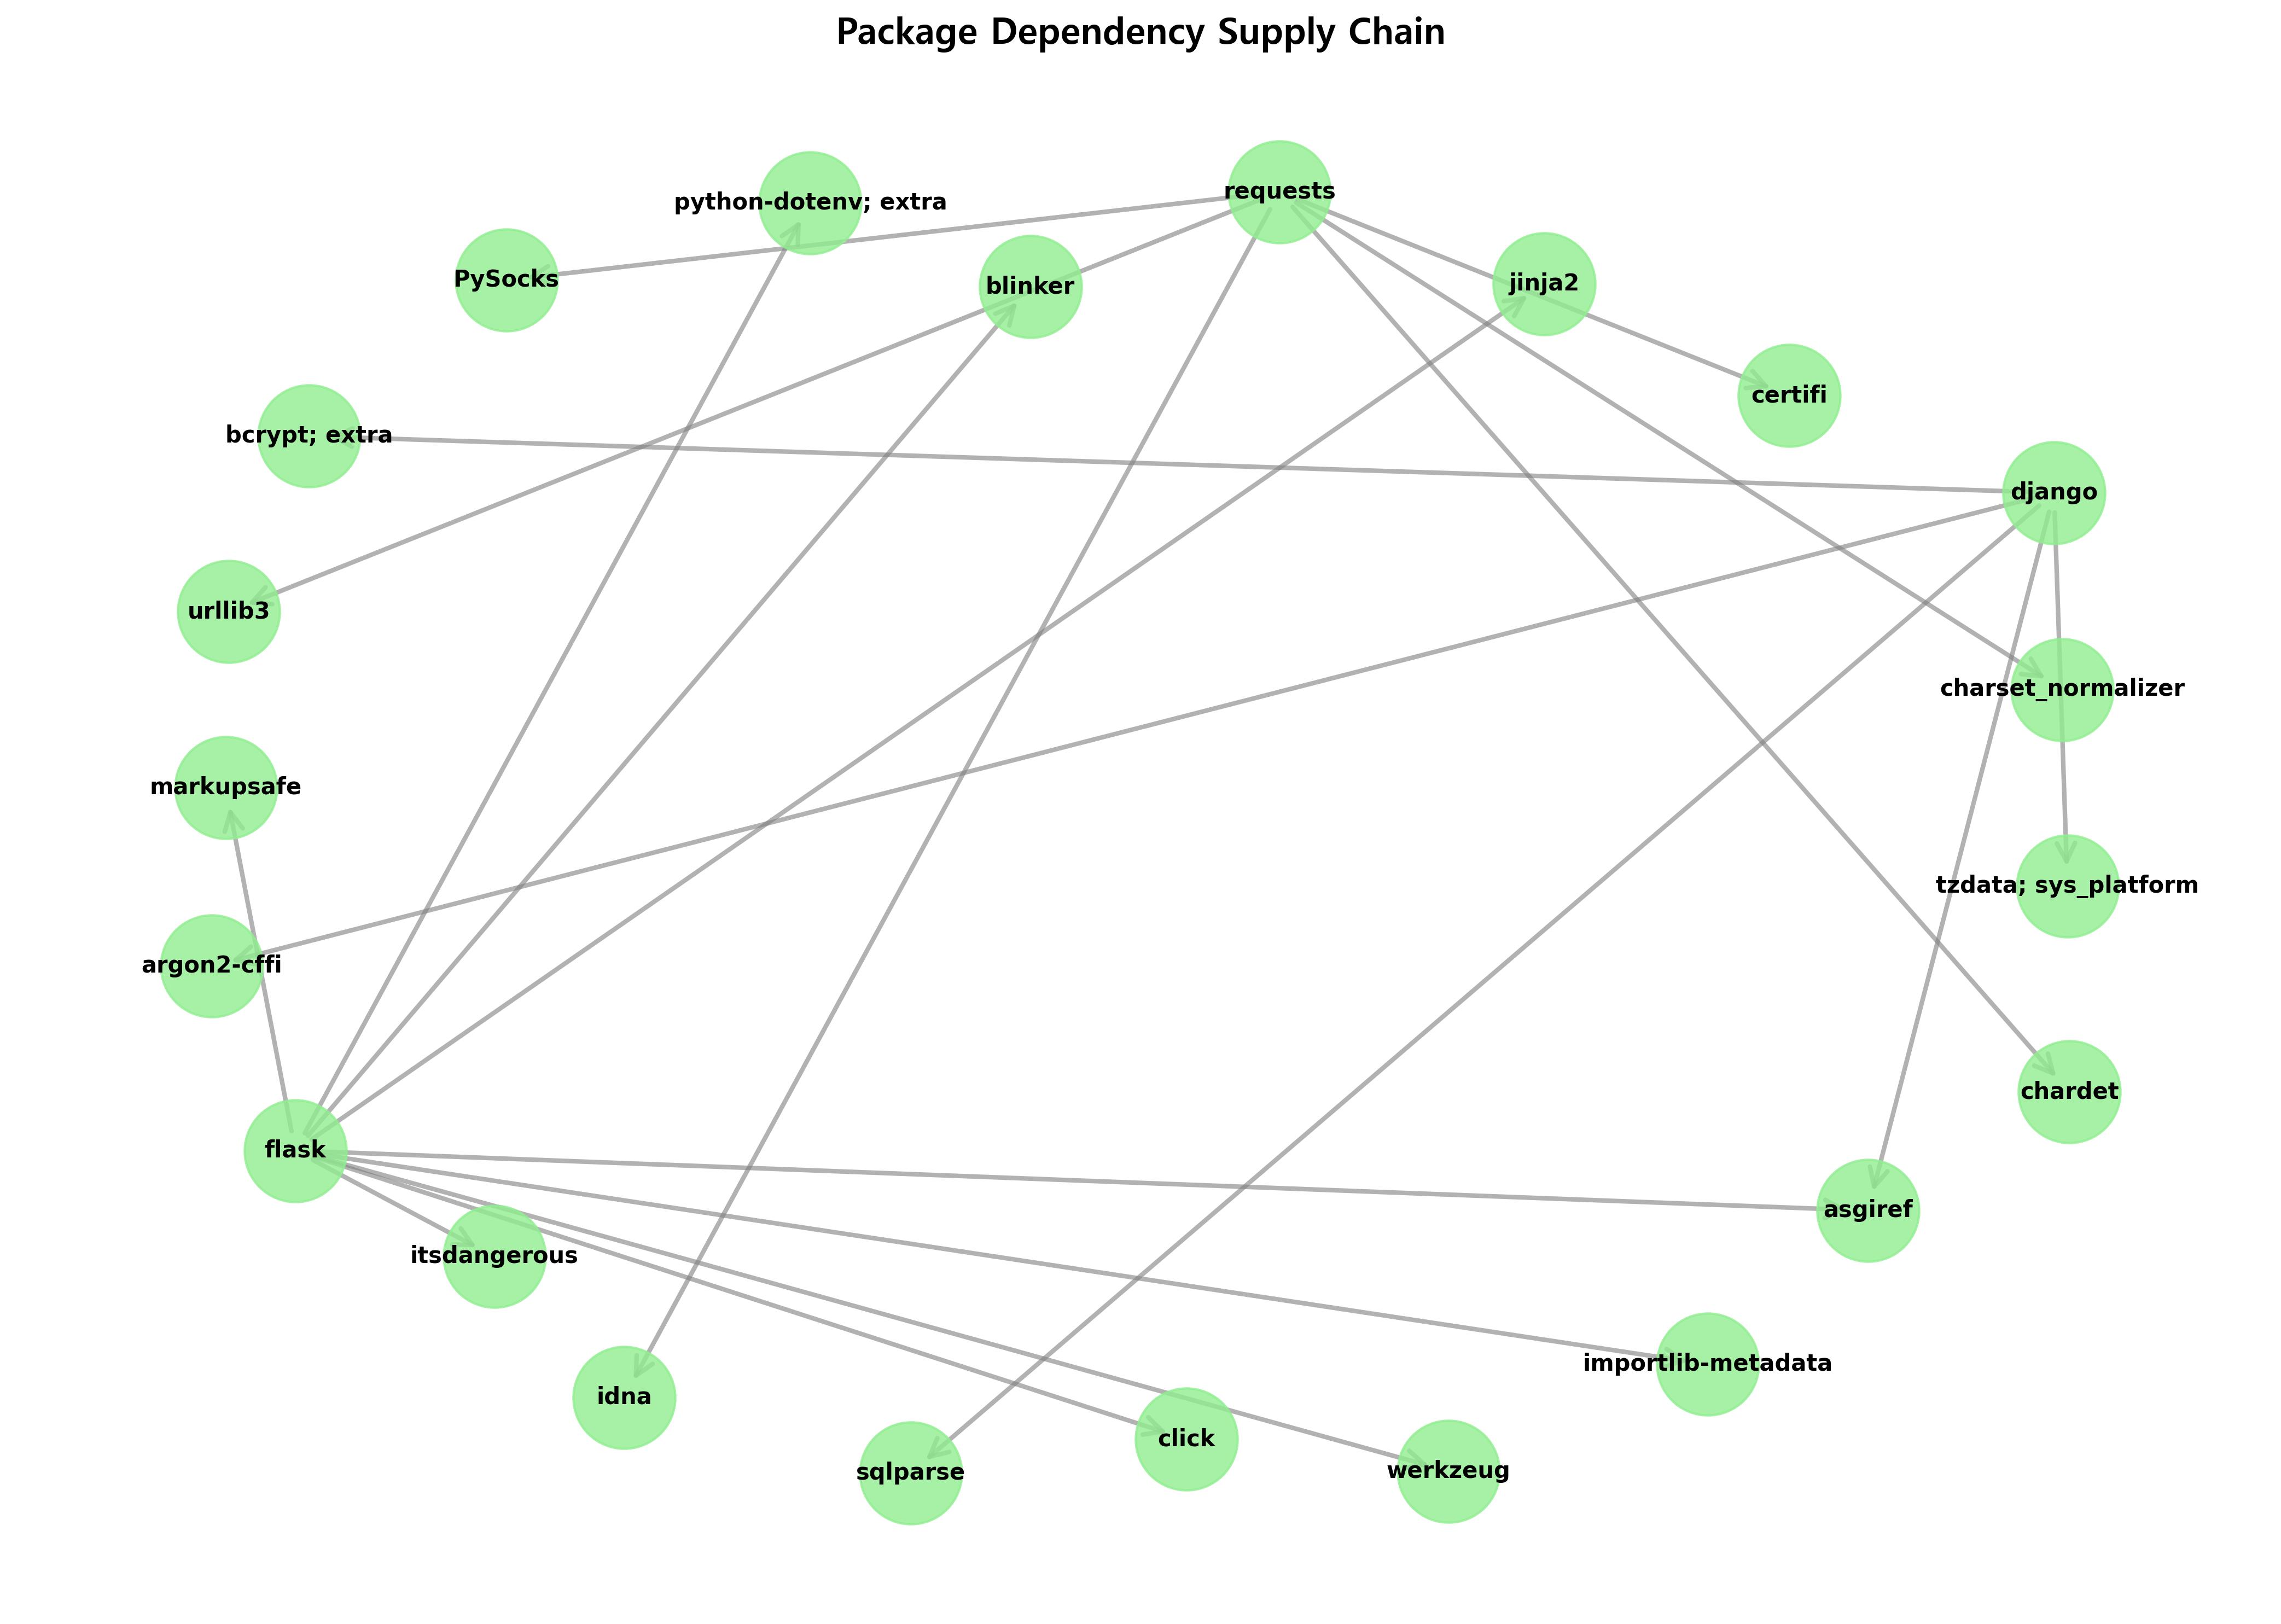 Package Dependency Supply Chain
requests
python-dotenv; extra
PySocks
blinker
jinja2
certifi
bcrypt; extra
django
urllib3
charset_normalizer
markupsafe
tzdata; sys_platform
argon2-cffi
chardet
flask
asgiref
itsdangerous
importlib-metadata
idna
click
sqlparse
werkzeug